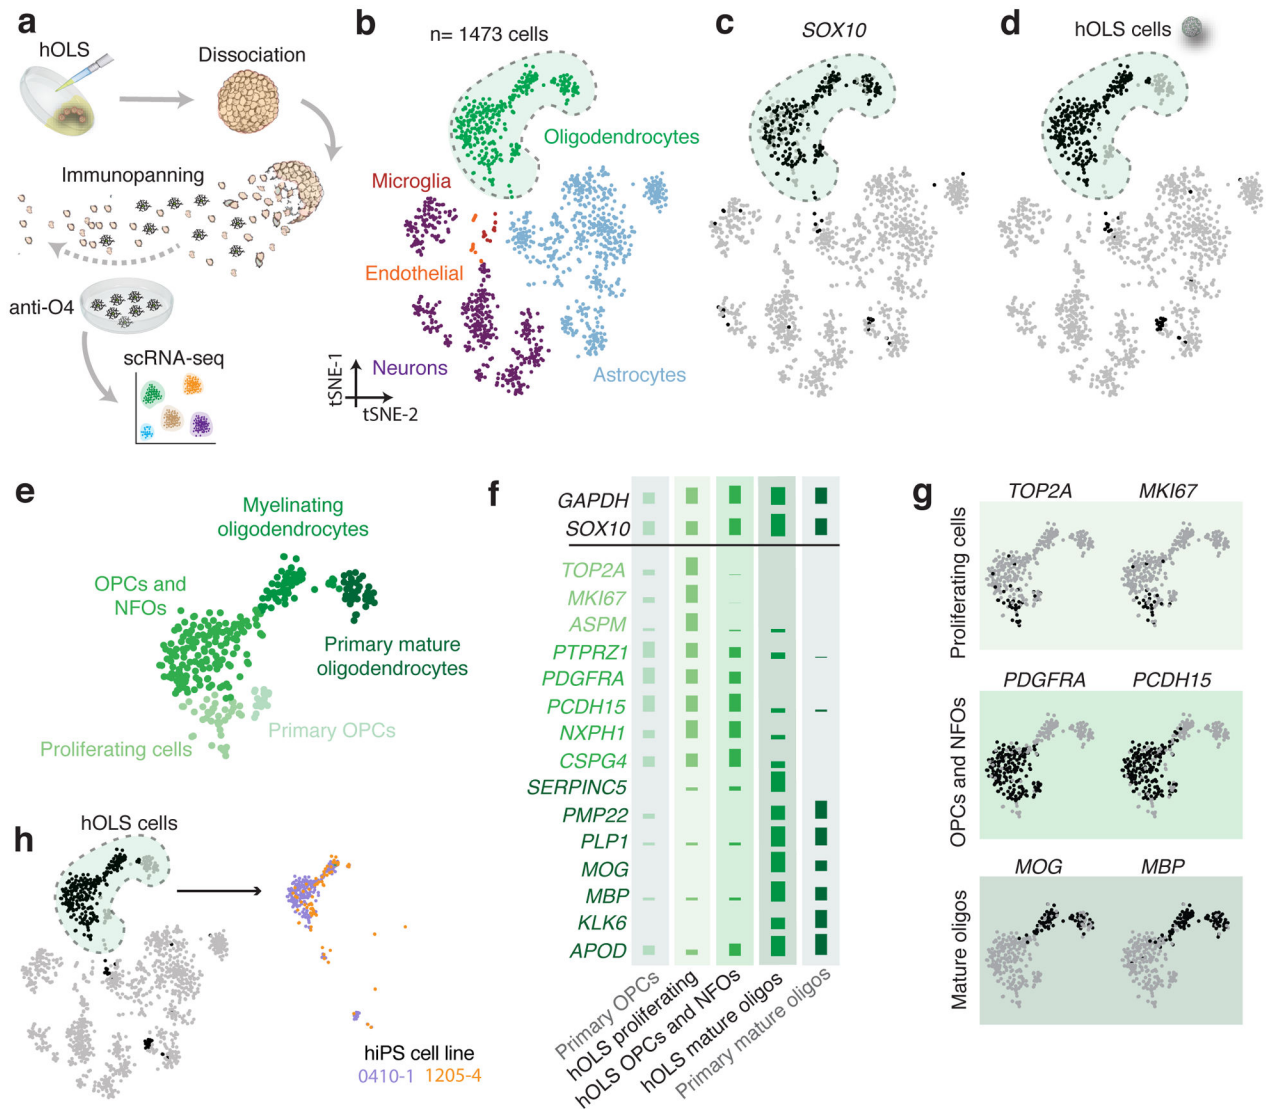 a
hOLS
Dissociation
Immunopanning
anti-O4
scRNA-seq
b
n= 1473 cells
Oligodendrocytes
Microglia
Endothelial
Neurons
Astrocytes
tSNE-1
tSNE-2
c
SOX10
d
hOLS cells
e
Myelinating
oligodendrocytes
OPCs and
NFOs
Primary mature
oligodendrocytes
Primary OPCs
Proliferating cells
f
GAPDH
SOX10
TOP2A
MKI67
ASPM
PTPRZ1
PDGFRA
PCDH15
NXPH1
CSPG4
SERPINC5
PMP22
PLP1
MOG
MBP
KLK6
APOD
Primary OPCs
hOLS proliferating
hOLS OPCs and NFOs
hOLS mature oligos
Primary mature oligos
g
TOP2A MKI67
Proliferating cells
PDGFRA PCDH15
OPCs and NFOs
MOG MBP
Mature oligos
h
hOLS cells
hiPS cell line
0410-1 1205-4